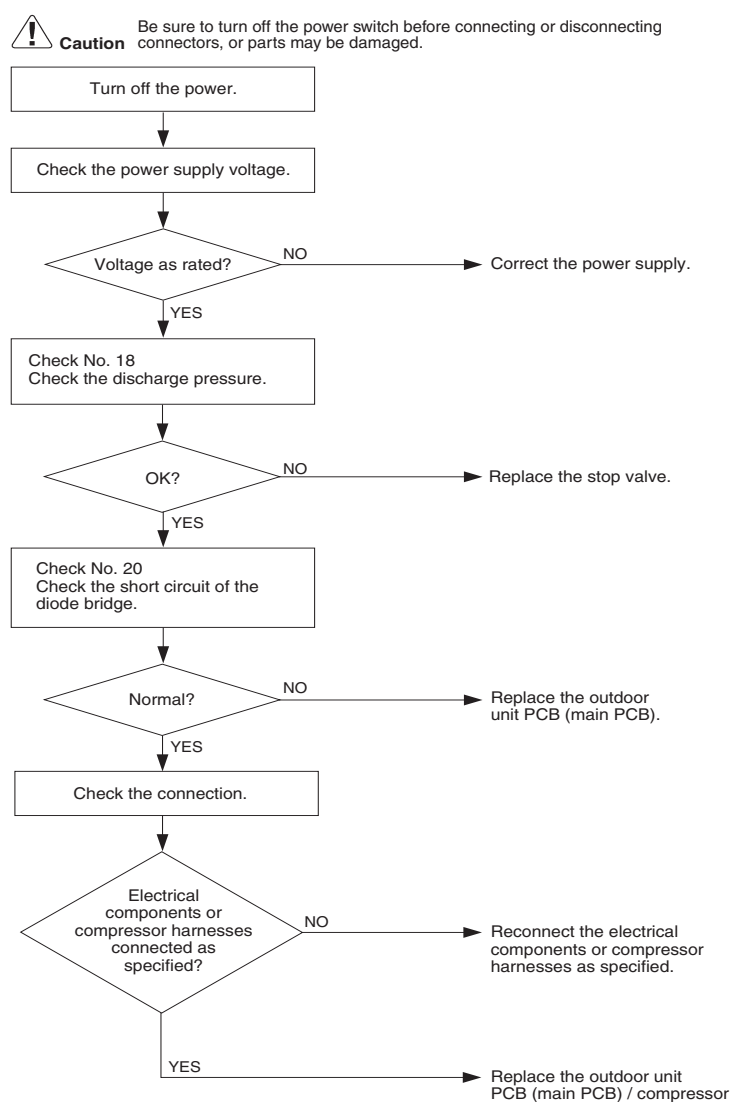 Caution
Be sure to turn off the power switch before connecting or disconnecting
connectors, or parts may be damaged.
Turn off the power.
Check the power supply voltage.
Voltage as rated?
NO
Correct the power supply.
YES
Check No. 18
Check the discharge pressure.
OK?
NO
Replace the stop valve.
YES
Check No. 20
Check the short circuit of the
diode bridge.
Normal?
NO
Replace the outdoor
unit PCB (main PCB).
YES
Check the connection.
Electrical
components or
compressor harnesses
connected as
specified?
NO
Reconnect the electrical
components or compressor
harnesses as specified.
YES
Replace the outdoor unit
PCB (main PCB) / compressor